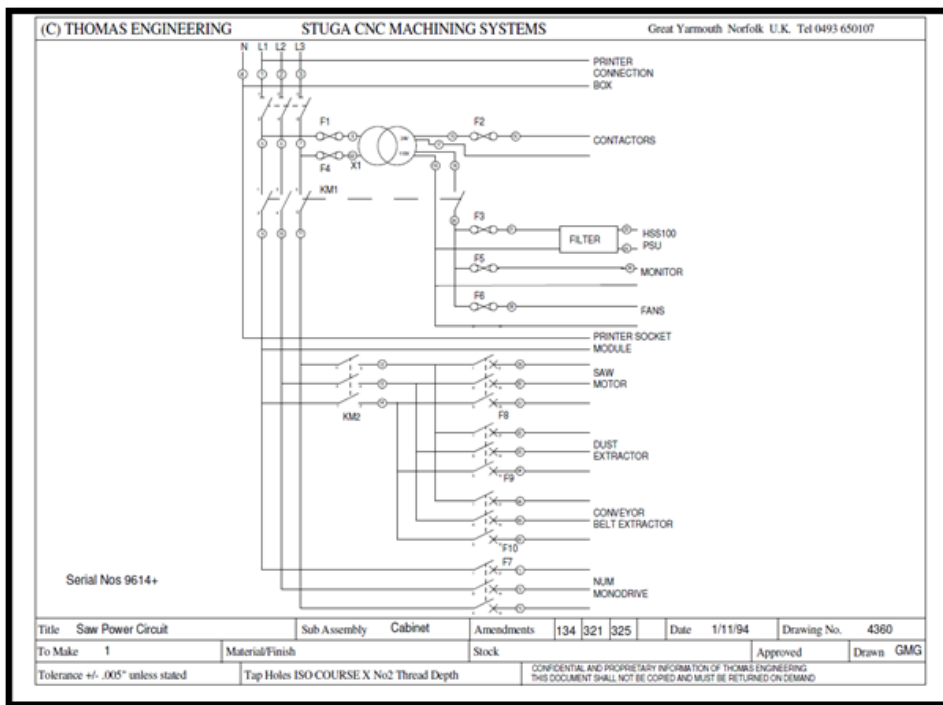 (C) THOMAS ENGINEERING STUGA CNC MACHINING SYSTEMS Great Yarmouth Norfolk U.K. Tel 0493 650107
N L1 L2 L3
PRINTER
CONNECTION
BOX
F1 F2
CONTACTORS
F4 X1
KM1
F3
FILTER
HSS100
PSU
F5
MONITOR
F6
FANS
PRINTER SOCKET
MODULE
SAW
MOTOR
KM2 F8
DUST
EXTRACTOR
F9
CONVEYOR
BELT EXTRACTOR
F10
F7
Serial Nos 9614+
NUM
MONODRIVE
Title Saw Power Circuit Sub Assembly Cabinet Amendments 134 321 325 Date 1/11/94 Drawing No. 4360
To Make 1 Material/Finish Stock Approved Drawn GMG
Tolerance +/- .005" unless stated Tap Holes ISO COURSE X No2 Thread Depth
CONFIDENTIAL AND PROPRIETARY INFORMATION OF THOMAS ENGINEERING
THIS DOCUMENT SHALL NOT BE COPIED AND MUST BE RETURNED ON DEMAND